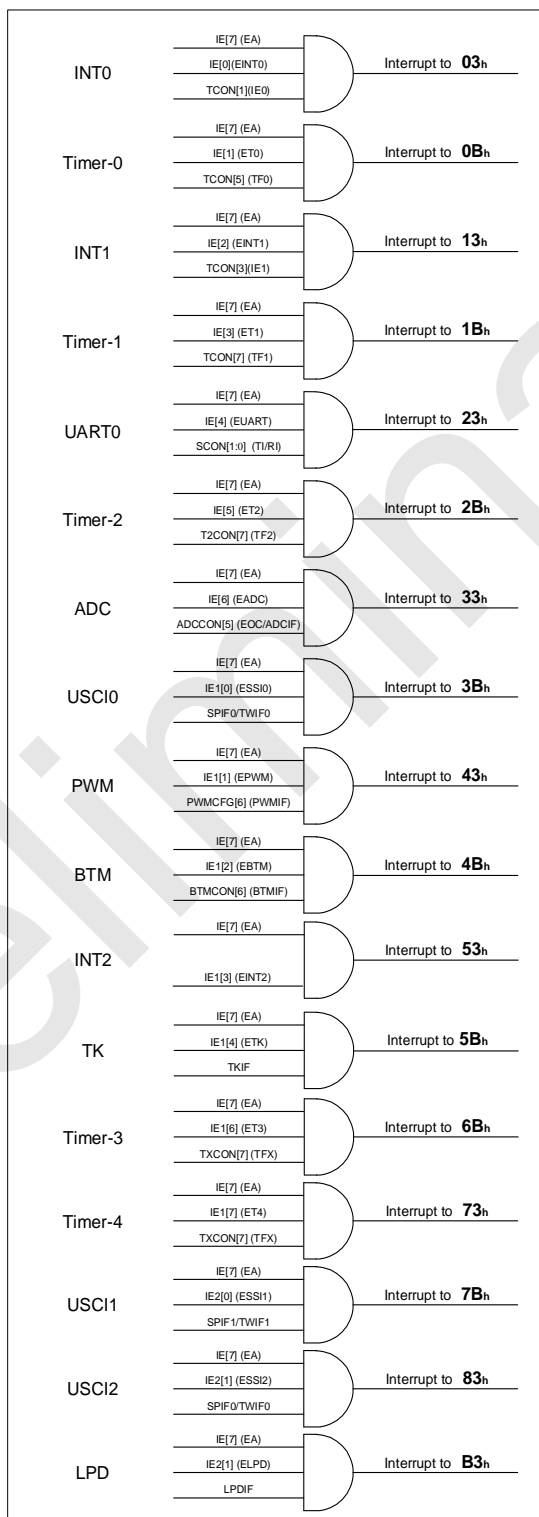 IE[7] (EA)
INT0
IE[0](EINT0)
Interrupt to 03h
TCON[1](IE0)
IE[7] (EA)
Timer-0
IE[1] (ET0)
Interrupt to 0Bh
TCON[5] (TF0)
IE[7] (EA)
INT1
IE[2] (EINT1)
Interrupt to 13h
TCON[3](IE1)
IE[7] (EA)
Timer-1
IE[3] (ET1)
Interrupt to 1Bh
TCON[7] (TF1)
IE[7] (EA)
UART0
IE[4] (EUART)
Interrupt to 23h
SCON[1:0] (TI/RI)
IE[7] (EA)
Timer-2
IE[5] (ET2)
Interrupt to 2Bh
T2CON[7] (TF2)
IE[7] (EA)
ADC
IE[6] (EADC)
Interrupt to 33h
ADCCON[5] (EOC/ADCIF)
IE[7] (EA)
USCI0
IE1[0] (ESSI0)
Interrupt to 3Bh
SPIF0/TWIF0
IE[7] (EA)
PWM
IE1[1] (EPWM)
Interrupt to 43h
PWMCFG[6] (PWMIF)
IE[7] (EA)
BTM
IE1[2] (EBTM)
Interrupt to 4Bh
BTMCON[6] (BTMIF)
IE[7] (EA)
INT2
Interrupt to 53h
IE1[3] (EINT2)
IE[7] (EA)
TK
IE1[4] (ETK)
Interrupt to 5Bh
TKIF
IE[7] (EA)
Timer-3
IE1[6] (ET3)
Interrupt to 6Bh
TXCON[7] (TFX)
IE[7] (EA)
Timer-4
IE1[7] (ET4)
Interrupt to 73h
TXCON[7] (TFX)
IE[7] (EA)
USCI1
IE2[0] (ESSI1)
Interrupt to 7Bh
SPIF1/TWIF1
IE[7] (EA)
USCI2
IE2[1] (ESSI2)
Interrupt to 83h
SPIF0/TWIF0
IE[7] (EA)
LPD
IE2[1] (ELPD)
Interrupt to B3h
LPDIF
elimina